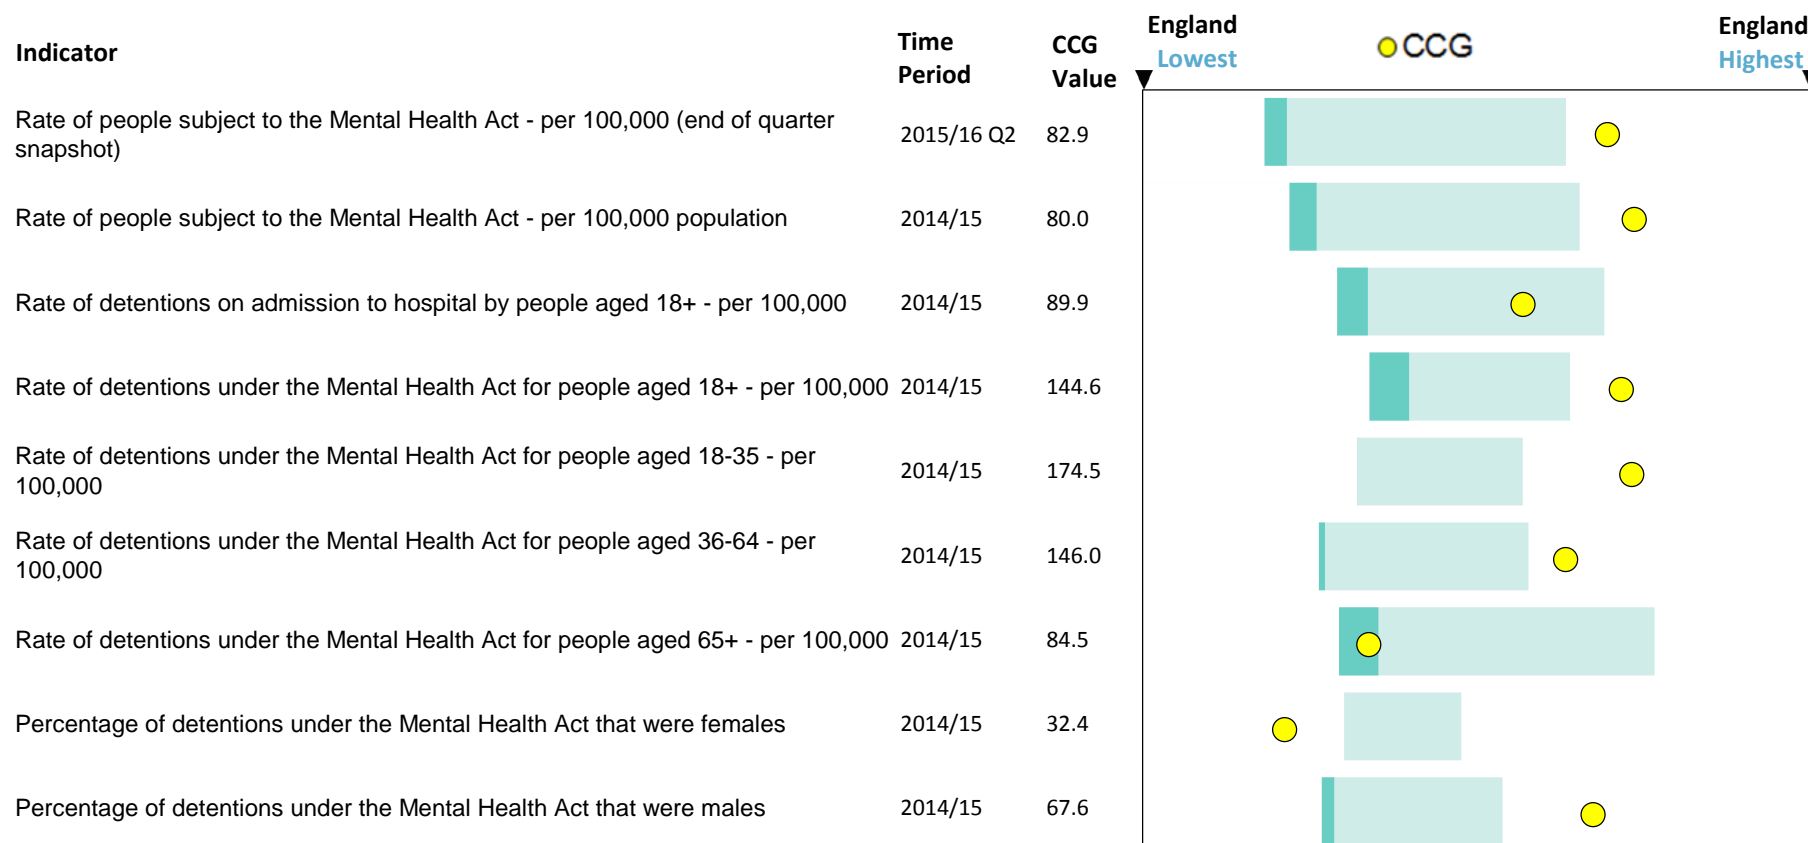 Indicator
Time
Period
CCG
Value
England
Lowest
CCG
England
Highest
Rate of people subject to the Mental Health Act - per 100,000 (end of quarter
snapshot)
2015/16 Q2
82.9
Rate of people subject to the Mental Health Act - per 100,000 population
2014/15
80.0
Rate of detentions on admission to hospital by people aged 18+ - per 100,000
2014/15
89.9
Rate of detentions under the Mental Health Act for people aged 18+ - per 100,000
2014/15
144.6
Rate of detentions under the Mental Health Act for people aged 18-35 - per
100,000
2014/15
174.5
Rate of detentions under the Mental Health Act for people aged 36-64 - per
100,000
2014/15
146.0
Rate of detentions under the Mental Health Act for people aged 65+ - per 100,000
2014/15
84.5
Percentage of detentions under the Mental Health Act that were females
2014/15
32.4
Percentage of detentions under the Mental Health Act that were males
2014/15
67.6